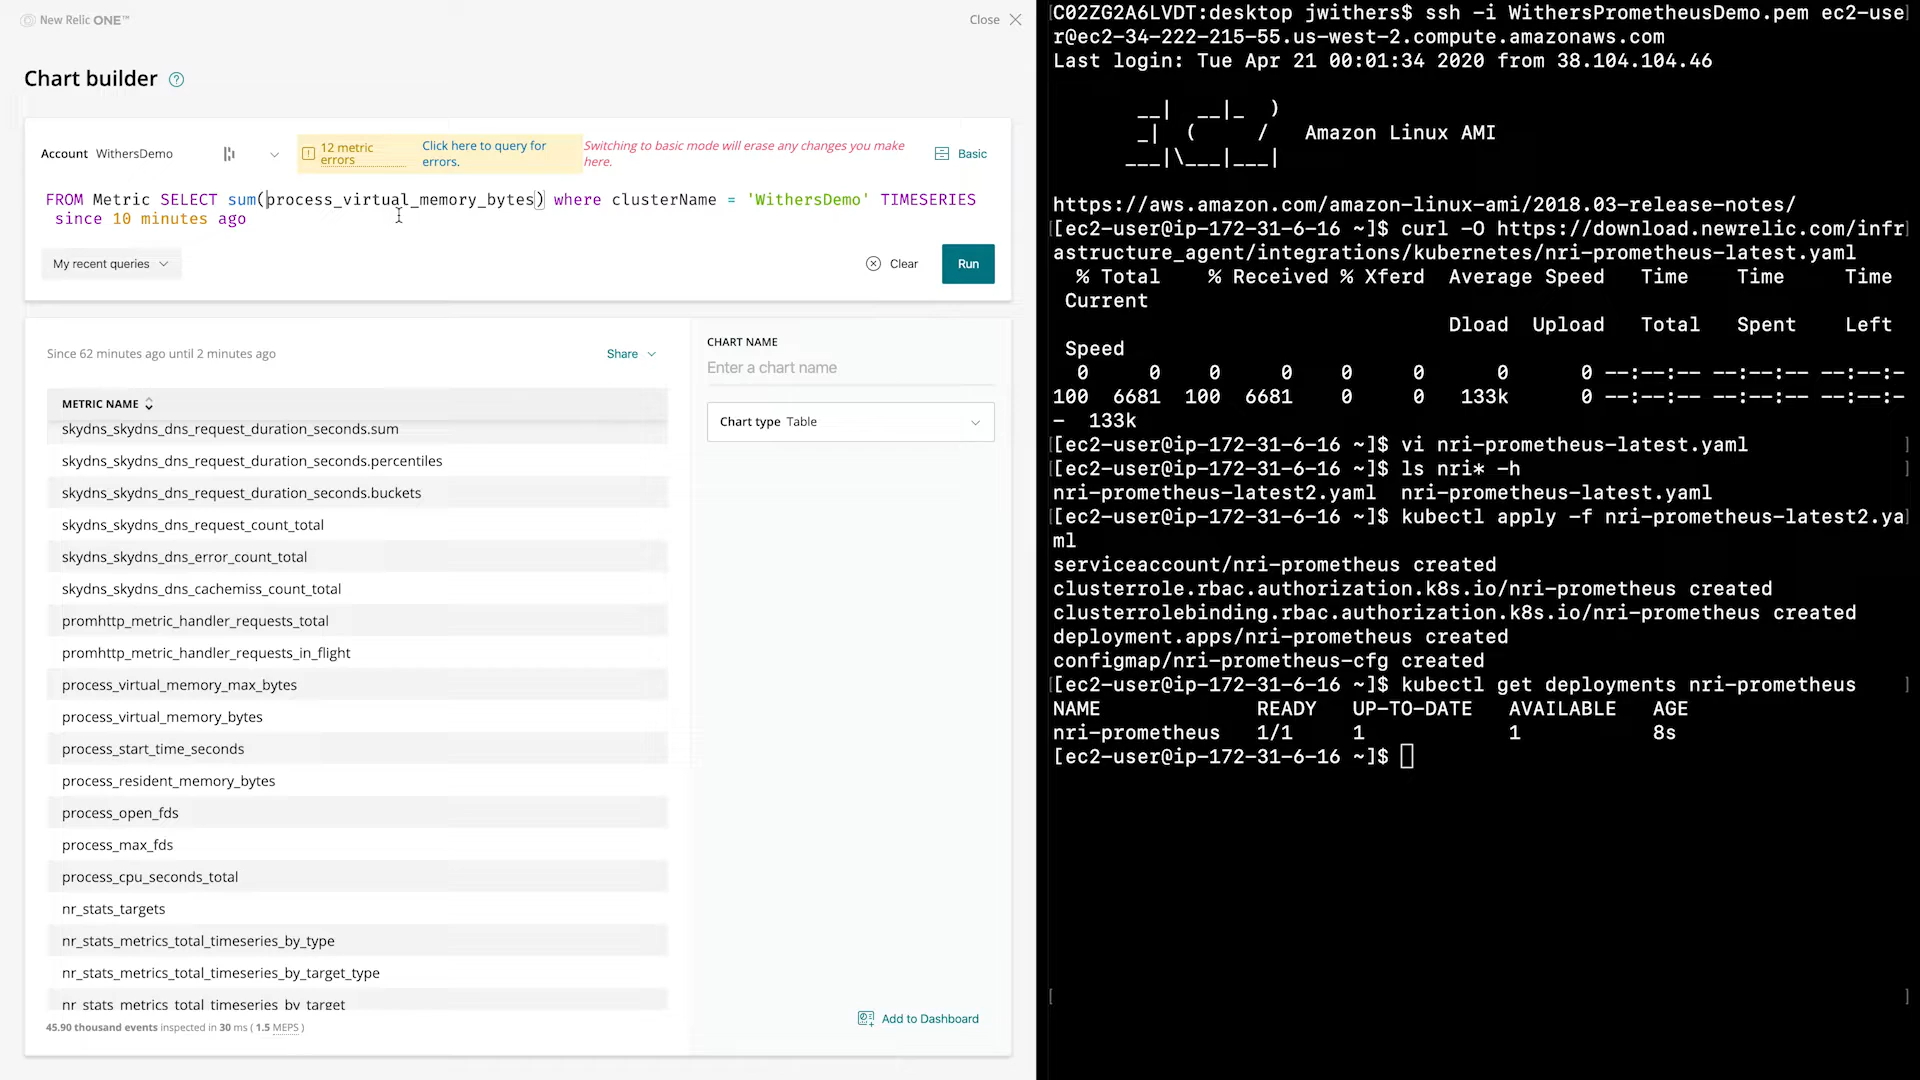 New Relic ONE™
Close
Chart builder
Account WithersDemo
12 metric
errors
Click here to query for
errors.
Switching to basic mode will erase any changes you make
here.
Basic
FROM Metric SELECT sum(process_virtual_memory_bytes) where clusterName = 'WithersDemo' TIMESERIES
since 10 minutes ago
My recent queries
Clear
Run
Since 62 minutes ago until 2 minutes ago
Share
METRIC NAME
skydns_skydns_dns_request_duration_seconds.sum
skydns_skydns_dns_request_duration_seconds.percentiles
skydns_skydns_dns_request_duration_seconds.buckets
skydns_skydns_dns_request_count_total
skydns_skydns_dns_error_count_total
skydns_skydns_dns_cachemiss_count_total
promhttp_metric_handler_requests_total
promhttp_metric_handler_requests_in_flight
process_virtual_memory_max_bytes
process_virtual_memory_bytes
process_start_time_seconds
process_resident_memory_bytes
process_open_fds
process_max_fds
process_cpu_seconds_total
nr_stats_targets
nr_stats_metrics_total_timeseries_by_type
nr_stats_metrics_total_timeseries_by_target_type
nr_stats_metrics_total_timeseries_by_target
45.90 thousand events inspected in 30 ms ( 1.5 MEPS )
CHART NAME
Enter a chart name
Chart type Table
Add to Dashboard
[C02ZG2A6LVDT:desktop jwithers$ ssh -i WithersPrometheusDemo.pem ec2-use]
r@ec2-34-222-215-55.us-west-2.compute.amazonaws.com
Last login: Tue Apr 21 00:01:34 2020 from 38.104.104.46
__|  __|_  )
_|  (     /   Amazon Linux AMI
___|\___|___|
https://aws.amazon.com/amazon-linux-ami/2018.03-release-notes/
[[ec2-user@ip-172-31-6-16 ~]$ curl -O https://download.newrelic.com/infr]
astructure_agent/integrations/kubernetes/nri-prometheus-latest.yaml
% Total    % Received % Xferd  Average Speed   Time    Time     Time
Current
Dload  Upload   Total   Spent    Left
Speed
0     0    0     0    0     0      0      0 --:--:-- --:--:-- --:--:-
100  6681  100  6681    0     0   133k      0 --:--:-- --:--:-- --:--:-
-  133k
[[ec2-user@ip-172-31-6-16 ~]$ vi nri-prometheus-latest.yaml ]
[[ec2-user@ip-172-31-6-16 ~]$ ls nri* -h ]
nri-prometheus-latest2.yaml  nri-prometheus-latest.yaml
[[ec2-user@ip-172-31-6-16 ~]$ kubectl apply -f nri-prometheus-latest2.ya]
ml
serviceaccount/nri-prometheus created
clusterrole.rbac.authorization.k8s.io/nri-prometheus created
clusterrolebinding.rbac.authorization.k8s.io/nri-prometheus created
deployment.apps/nri-prometheus created
configmap/nri-prometheus-cfg created
[[ec2-user@ip-172-31-6-16 ~]$ kubectl get deployments nri-prometheus ]
NAME             READY   UP-TO-DATE   AVAILABLE   AGE
nri-prometheus   1/1     1            1           8s
[ec2-user@ip-172-31-6-16 ~]$
[ ]